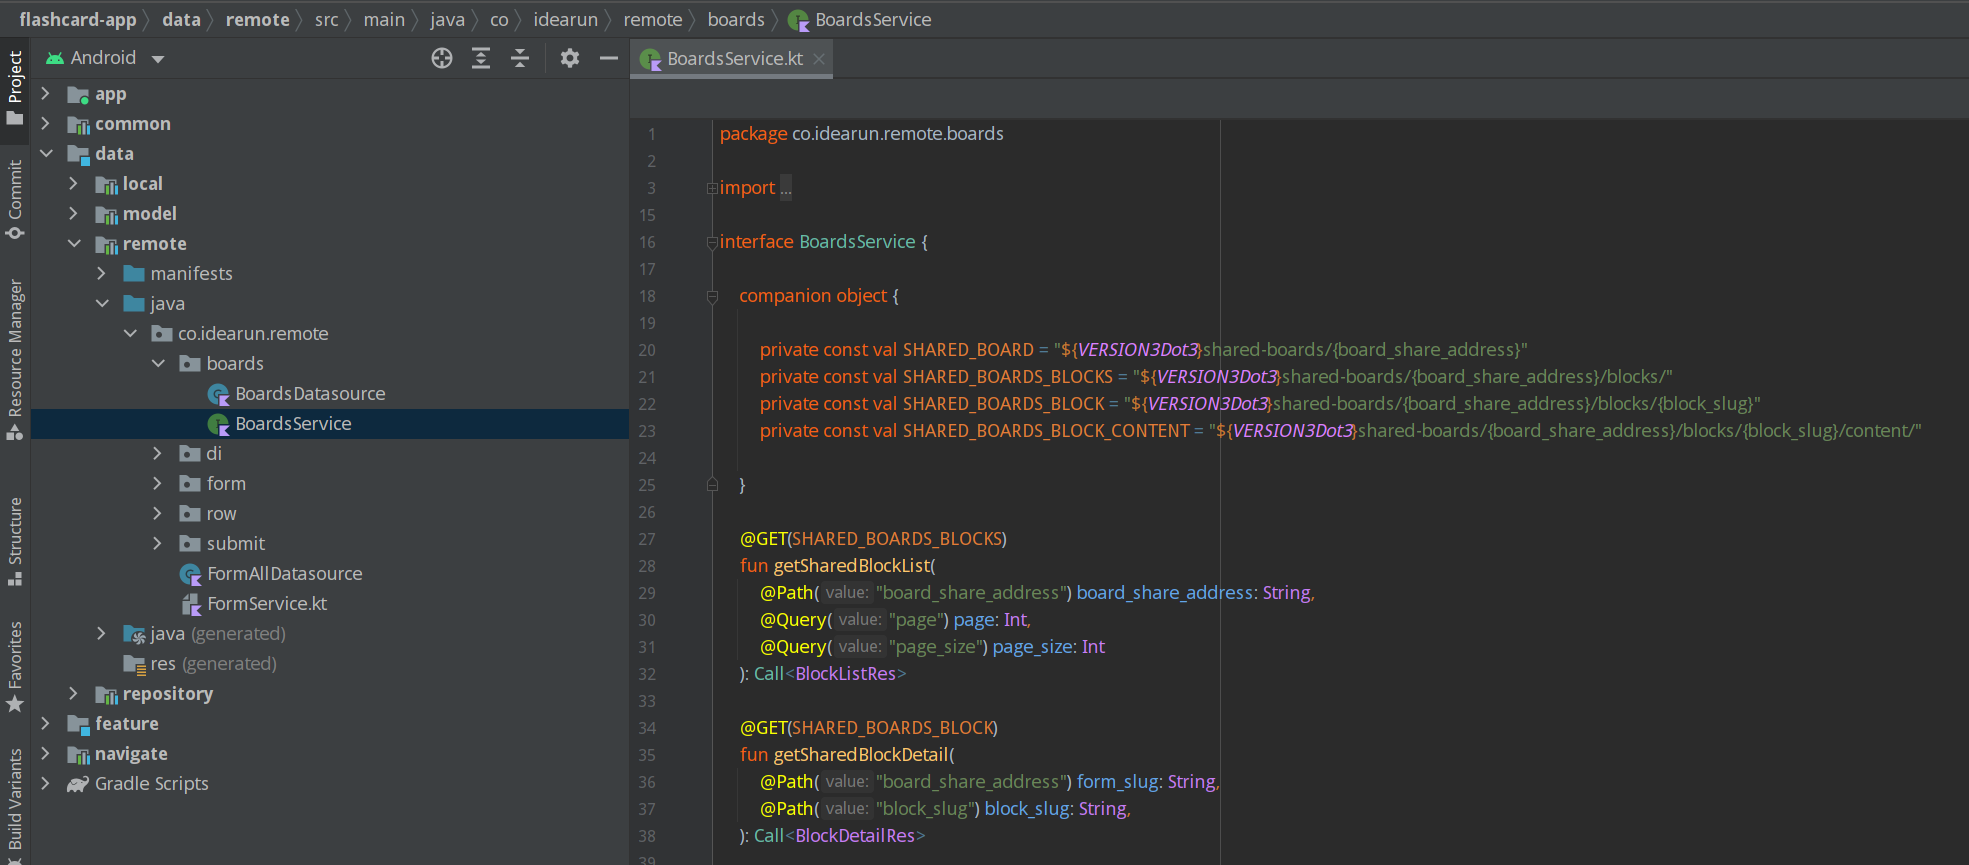 flashcard-app data remote src main java co idearun remote boards BoardsService
Project
Commit
Resource Manager
Structure
Favorites
Build Variants
Android
app
common
data
local
model
remote
manifests
java
co.idearun.remote
boards
BoardsDatasource
BoardsService
di
form
row
submit
FormAllDatasource
FormService.kt
java (generated)
res (generated)
repository
feature
navigate
Gradle Scripts
BoardsService.kt
1 package co.idearun.remote.boards
2
3 import ...
15
16 interface BoardsService {
17
18 companion object {
19
20 private const val SHARED_BOARD = "${VERSION3Dot3}shared-boards/{board_share_address}"
21 private const val SHARED_BOARDS_BLOCKS = "${VERSION3Dot3}shared-boards/{board_share_address}/blocks/"
22 private const val SHARED_BOARDS_BLOCK = "${VERSION3Dot3}shared-boards/{board_share_address}/blocks/{block_slug}"
23 private const val SHARED_BOARDS_BLOCK_CONTENT = "${VERSION3Dot3}shared-boards/{board_share_address}/blocks/{block_slug}/content/"
24
25 }
26
27 @GET(SHARED_BOARDS_BLOCKS)
28 fun getSharedBlockList(
29 @Path( value: "board_share_address") board_share_address: String,
30 @Query( value: "page") page: Int,
31 @Query( value: "page_size") page_size: Int
32 ): Call<BlockListRes>
33
34 @GET(SHARED_BOARDS_BLOCK)
35 fun getSharedBlockDetail(
36 @Path( value: "board_share_address") form_slug: String,
37 @Path( value: "block_slug") block_slug: String,
38 ): Call<BlockDetailRes>
39